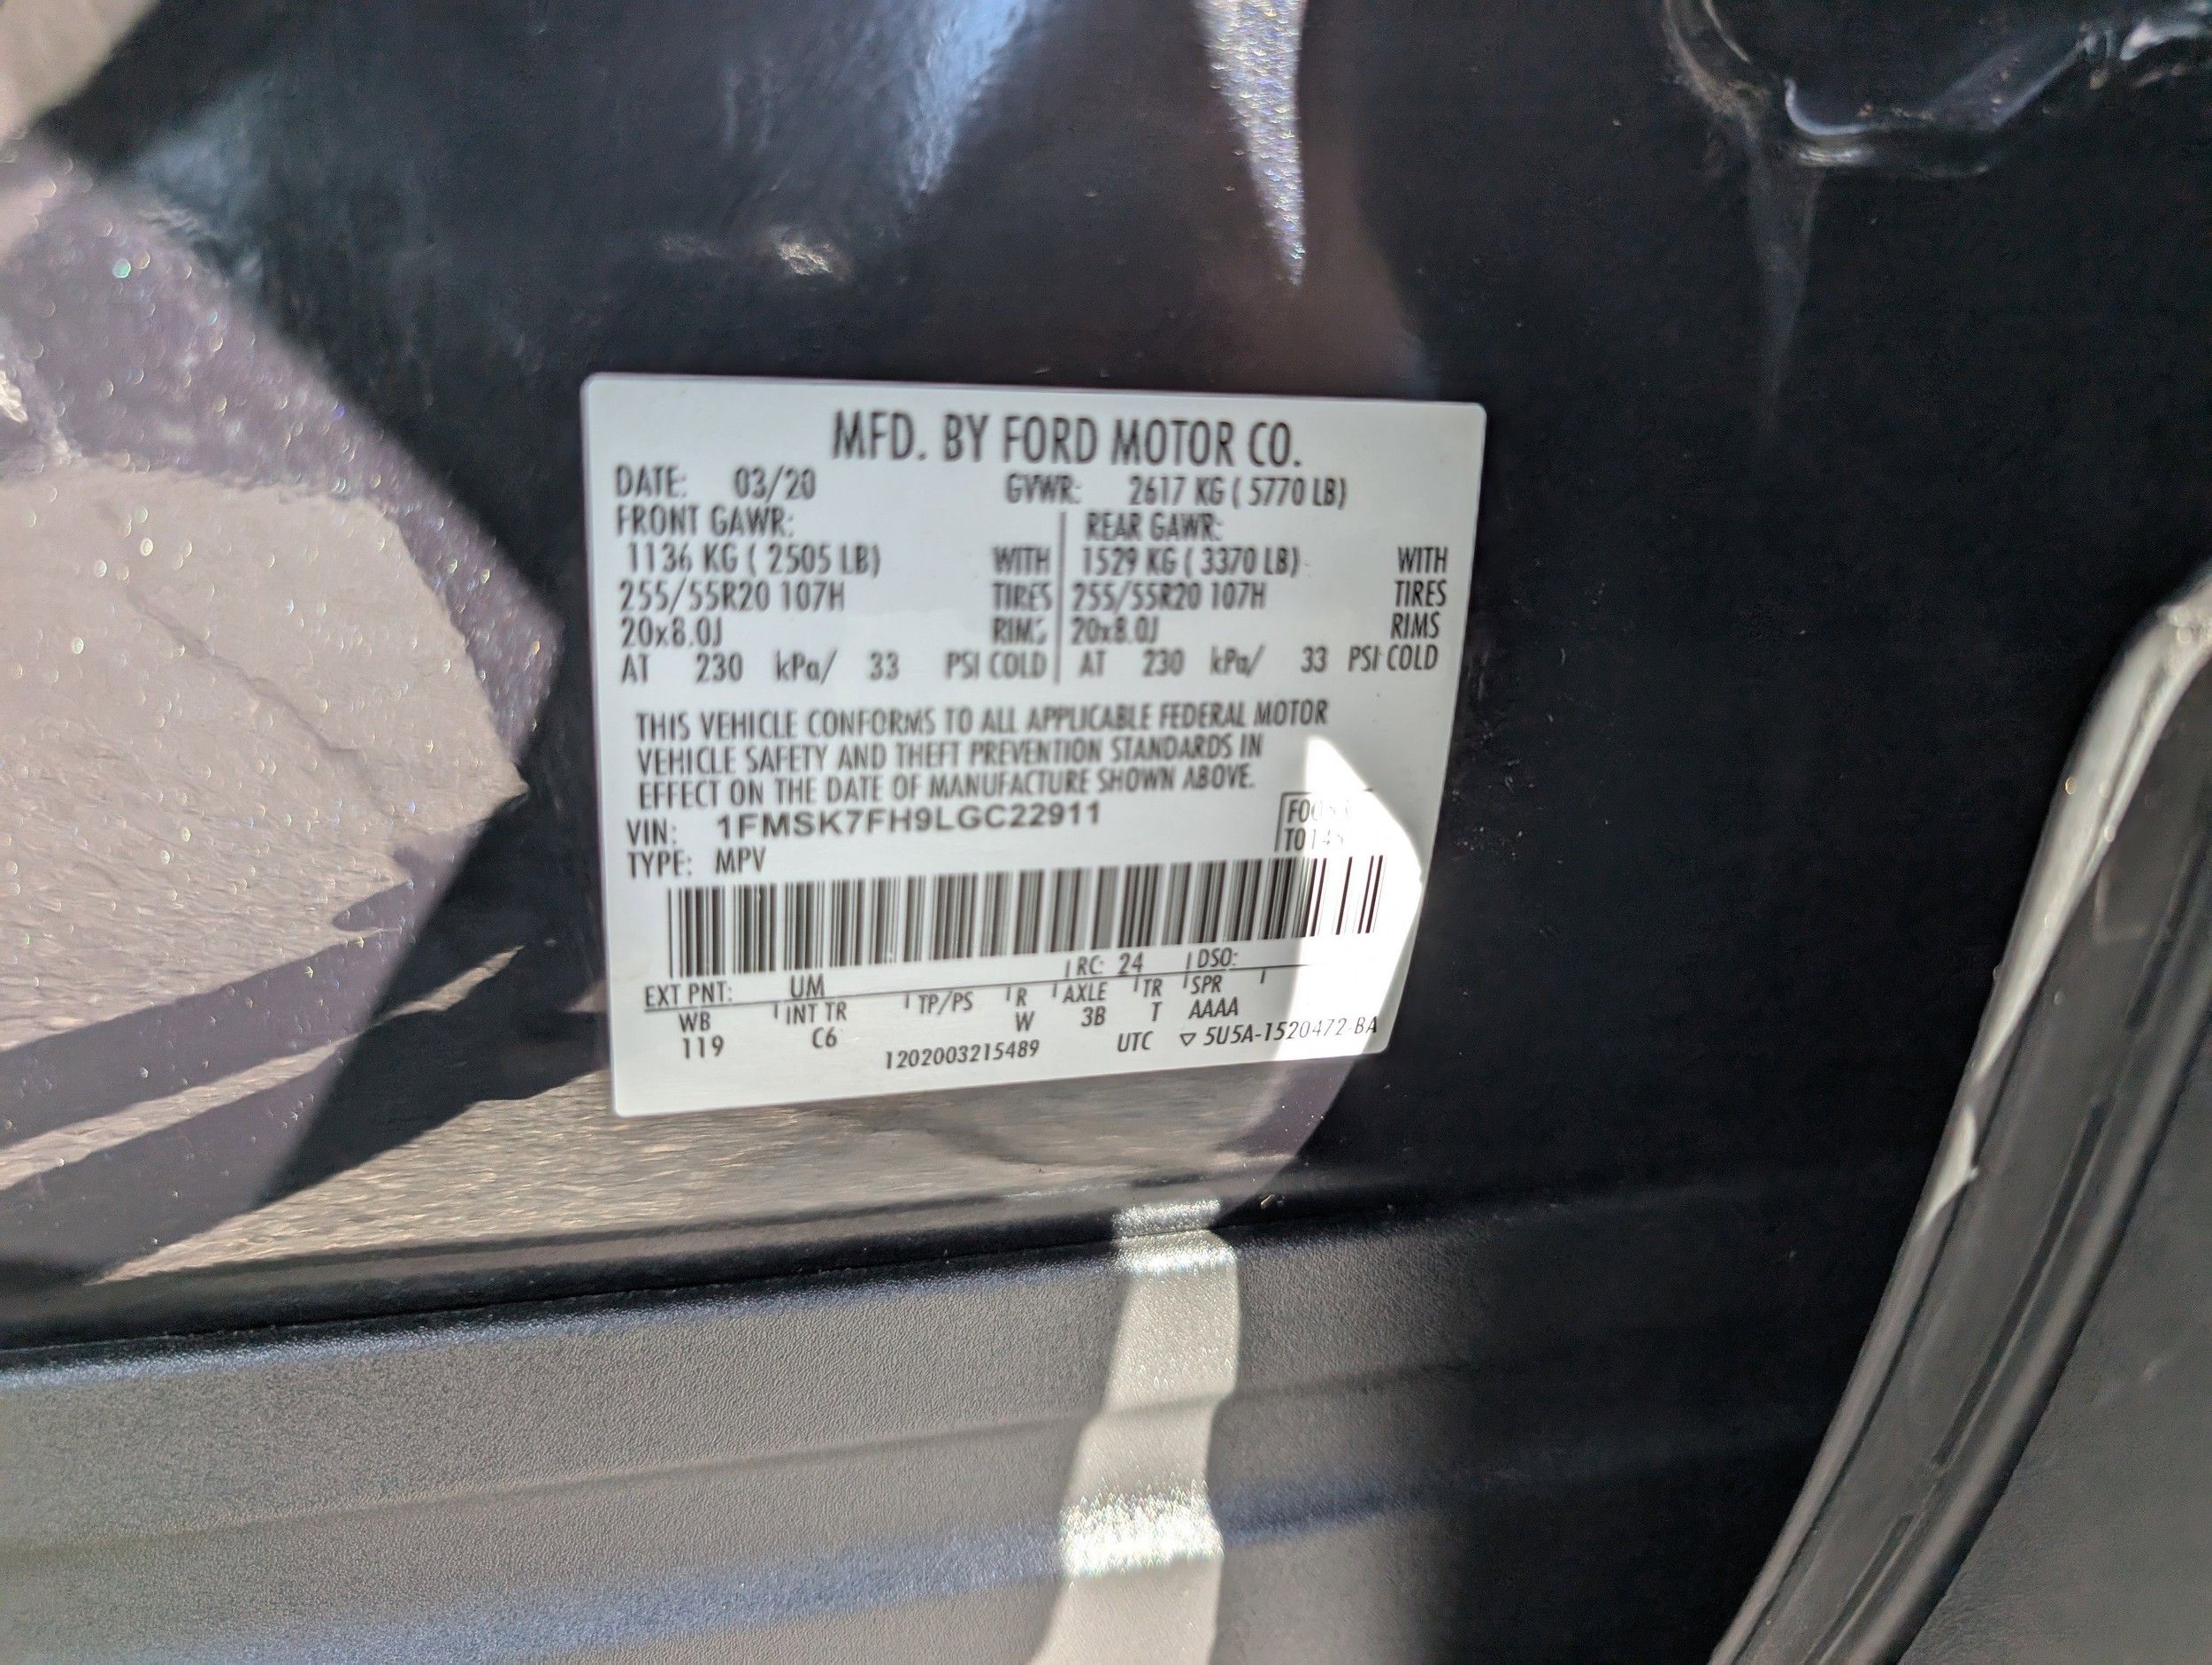 MFD. BY FORD MOTOR CO.
DATE: 03/20 GVWR: 2617 KG ( 5770 LB)
FRONT GAWR: REAR GAWR:
1136 KG ( 2505 LB) WITH 1529 KG ( 3370 LB) WITH
255/55R20 107H TIRES 255/55R20 107H TIRES
20x8.0J RIMS 20x8.0J RIMS
AT 230 kPa/ 33 PSI COLD AT 230 kPa/ 33 PSI COLD
THIS VEHICLE CONFORMS TO ALL APPLICABLE FEDERAL MOTOR
VEHICLE SAFETY AND THEFT PREVENTION STANDARDS IN
EFFECT ON THE DATE OF MANUFACTURE SHOWN ABOVE.
VIN: 1FMSK7FH9LGC22911
TYPE: MPV
EXT PNT: UM RC: 24 DSO:
WB INT TR TP/PS R AXLE TR SPR
119 C6 W 3B T AAAA
1202003215489 UTC ▽ 5U5A-1520472-BA